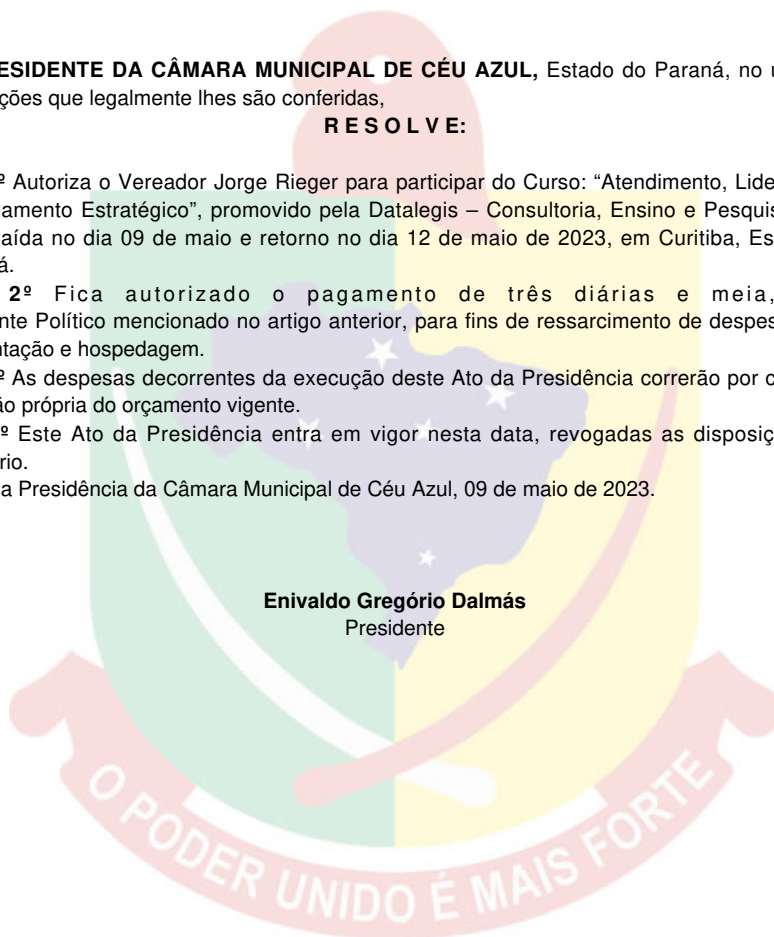 ESIDENTE DA CÂMARA MUNICIPAL DE CÉU AZUL, Estado do Paraná, no u
ções que legalmente lhes são conferidas,
R E S O L V E:
º Autoriza o Vereador Jorge Rieger para participar do Curso: “Atendimento, Lide
amento Estratégico”, promovido pela Datalegis – Consultoria, Ensino e Pesquis
aída no dia 09 de maio e retorno no dia 12 de maio de 2023, em Curitiba, Es
á.
2º Fica autorizado o pagamento de três diárias e meia,
nte Político mencionado no artigo anterior, para fins de ressarcimento de despes
ntação e hospedagem.
º As despesas decorrentes da execução deste Ato da Presidência correrão por c
ão própria do orçamento vigente.
º Este Ato da Presidência entra em vigor nesta data, revogadas as disposiç
rio.
a Presidência da Câmara Municipal de Céu Azul, 09 de maio de 2023.
Enivaldo Gregório Dalmás
Presidente
O PODER UNIDO É MAIS FORTE